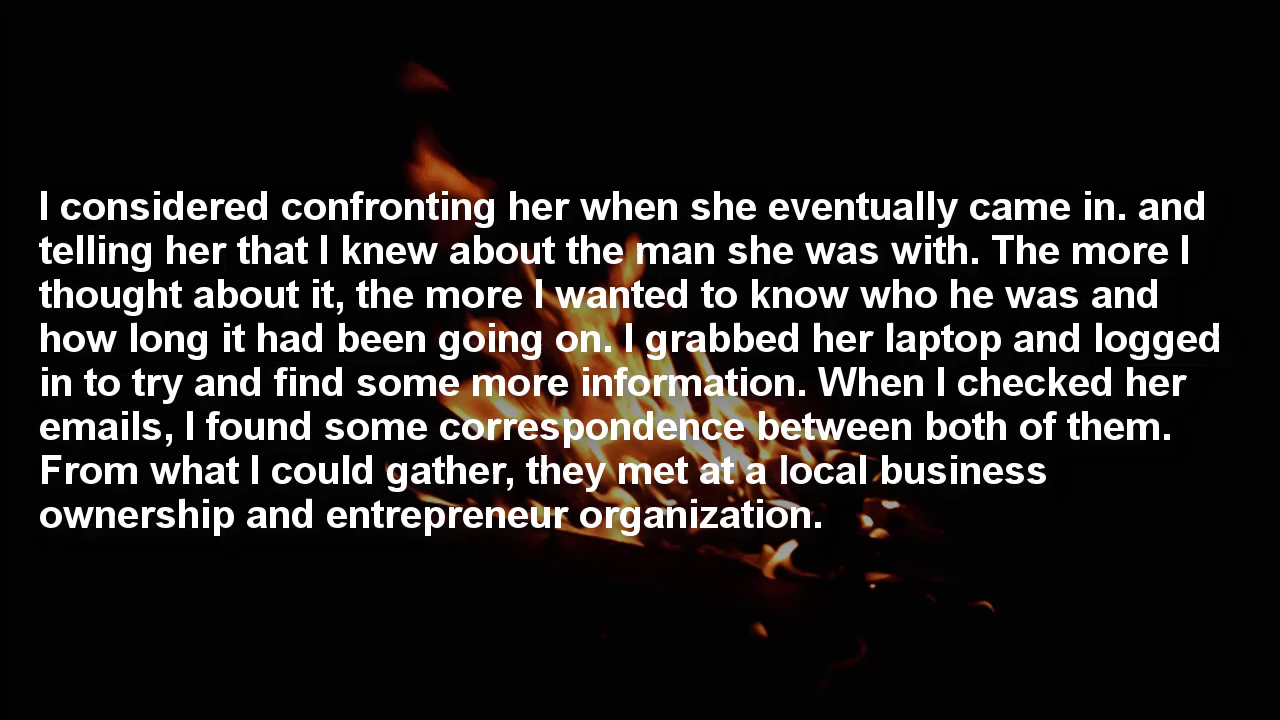 I considered confronting her when she eventually came in. and
telling her that I knew about the man she was with. The more I
thought about it, the more I wanted to know who he was and
how long it had been going on. I grabbed her laptop and logged
in to try and find some more information. When I checked her
emails, I found some correspondence between both of them.
From what I could gather, they met at a local business
ownership and entrepreneur organization.